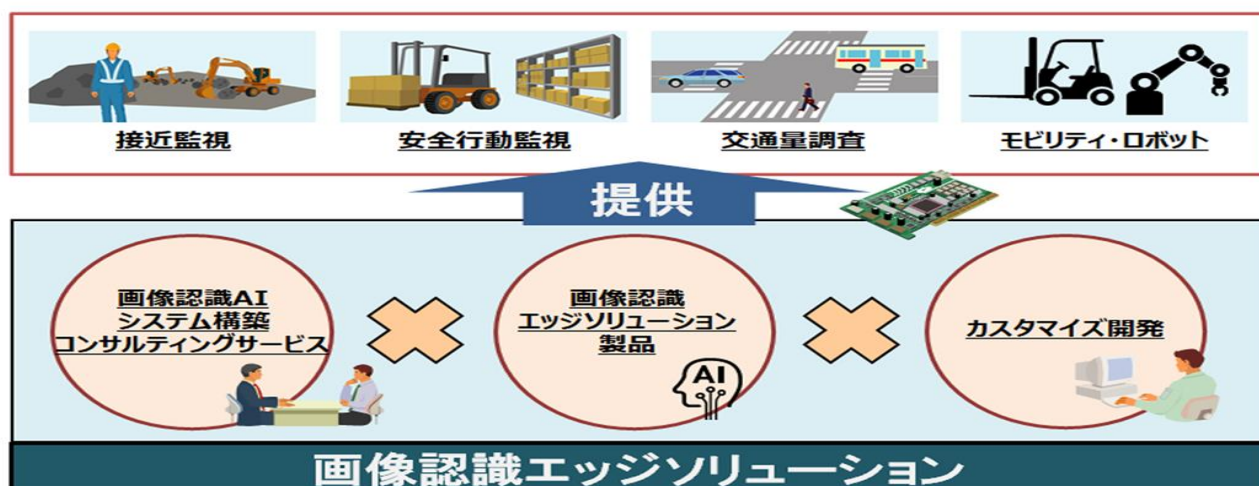 接近監視
安全行動監視
交通量調査
モビリティ・ロボット
提供
画像認識AI
システム構築
コンサルティングサービス
画像認識
エッジソリューション
製品
AI
カスタマイズ開発
画像認識エッジソリューション